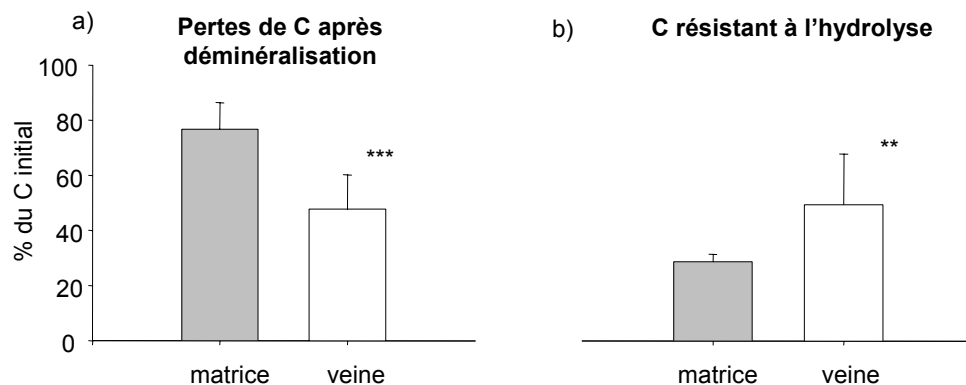 a)
Pertes de C après
déminéralisation
b)
C résistant à l’hydrolyse
% du C initial
100
80
60
40
20
0
***
**
matrice
veine
matrice
veine